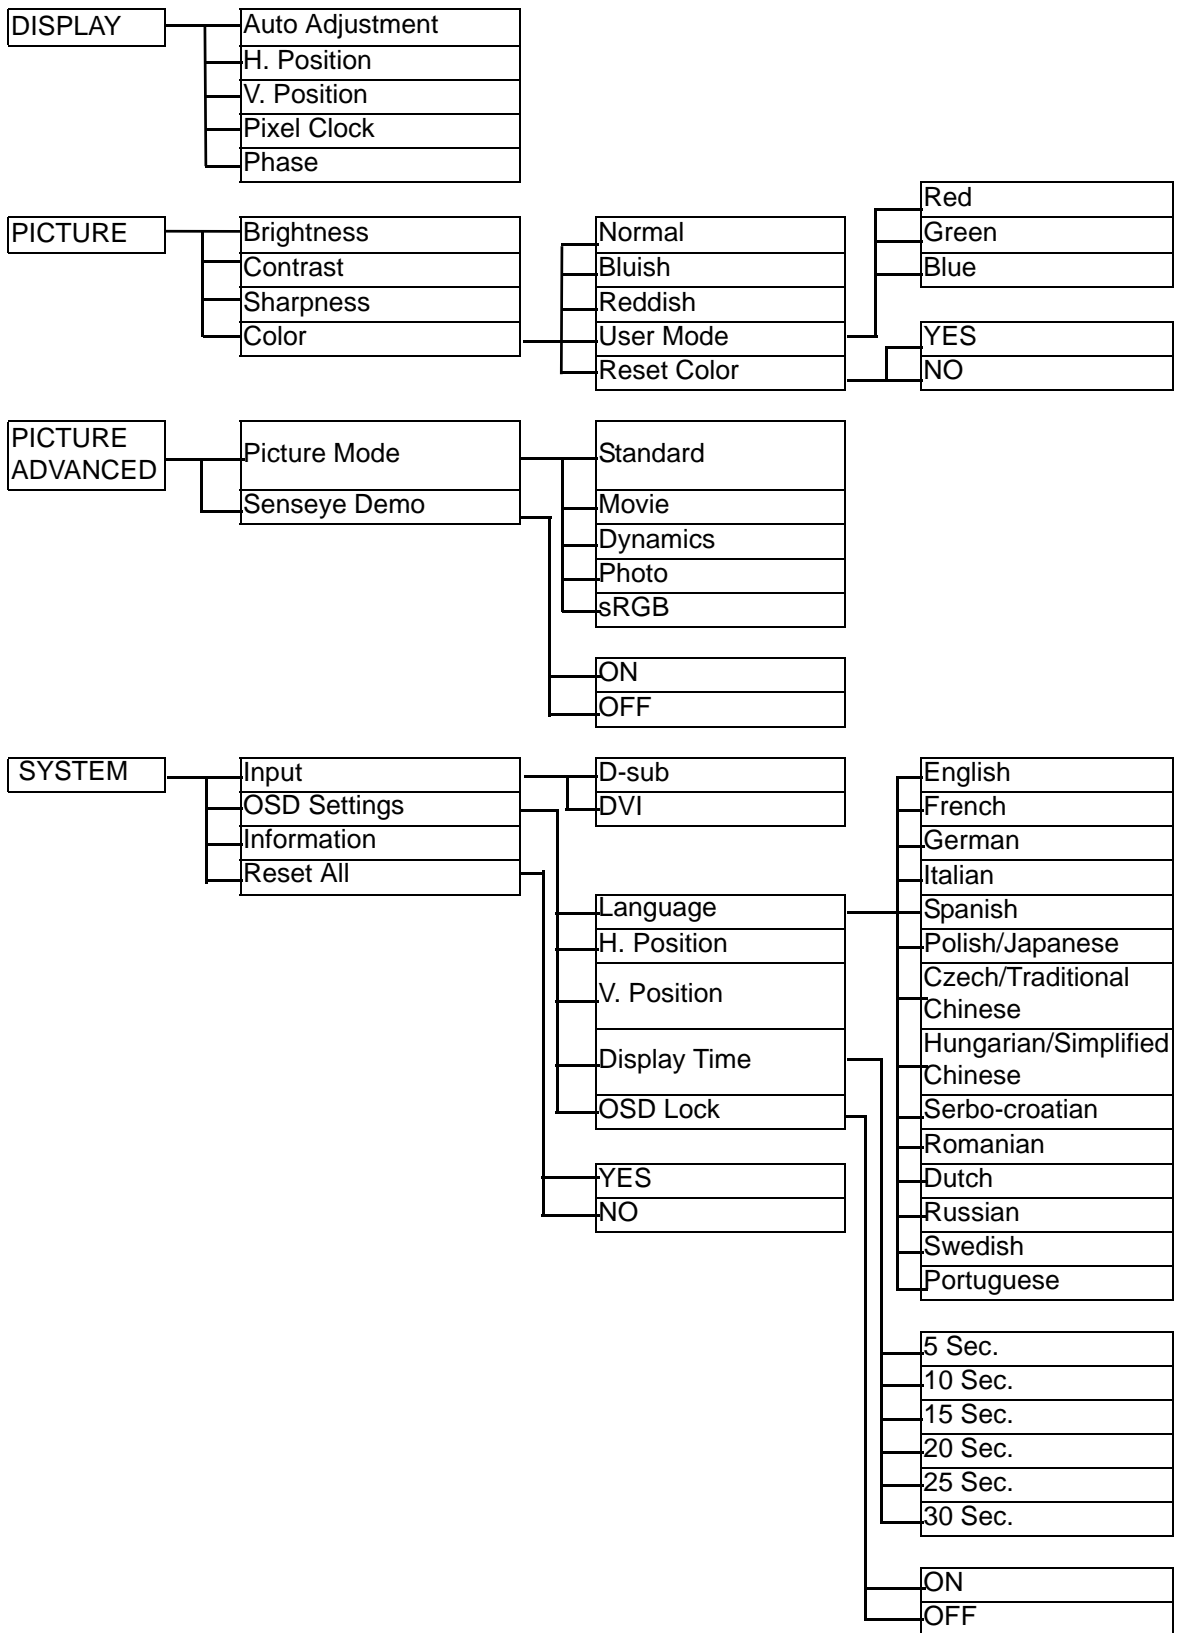 DISPLAY
Auto Adjustment
H. Position
V. Position
Pixel Clock
Phase
PICTURE
Brightness
Contrast
Sharpness
Color
Normal
Bluish
Reddish
User Mode
Reset Color
Red
Green
Blue
YES
NO
PICTURE
ADVANCED
Picture Mode
Senseye Demo
Standard
Movie
Dynamics
Photo
sRGB
ON
OFF
SYSTEM
Input
OSD Settings
Information
Reset All
D-sub
DVI
Language
H. Position
V. Position
Display Time
OSD Lock
YES
NO
English
French
German
Italian
Spanish
Polish/Japanese
Czech/Traditional
Chinese
Hungarian/Simplified
Chinese
Serbo-croatian
Romanian
Dutch
Russian
Swedish
Portuguese
5 Sec.
10 Sec.
15 Sec.
20 Sec.
25 Sec.
30 Sec.
ON
OFF